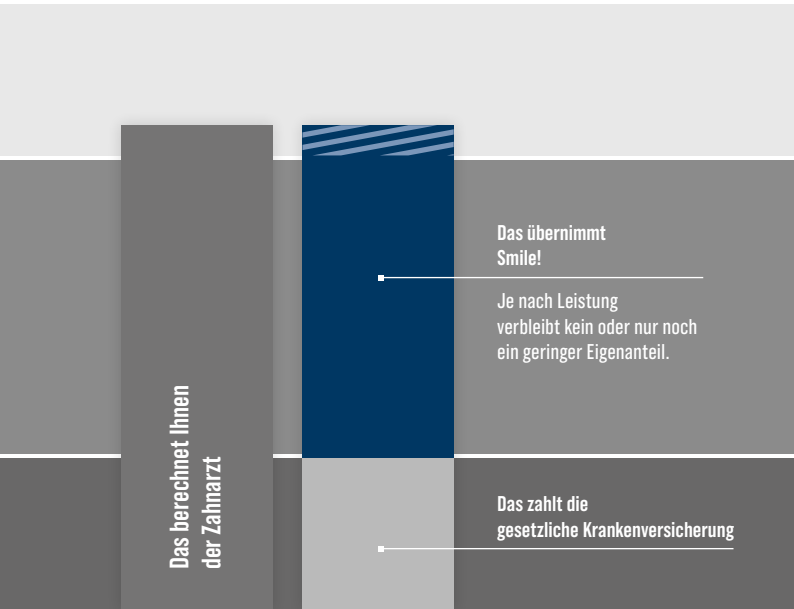 Das berechnet Ihnen
der Zahnarzt
Das übernimmt
Smile!
Je nach Leistung
verbleibt kein oder nur noch
ein geringer Eigenanteil.
Das zahlt die
gesetzliche Krankenversicherung